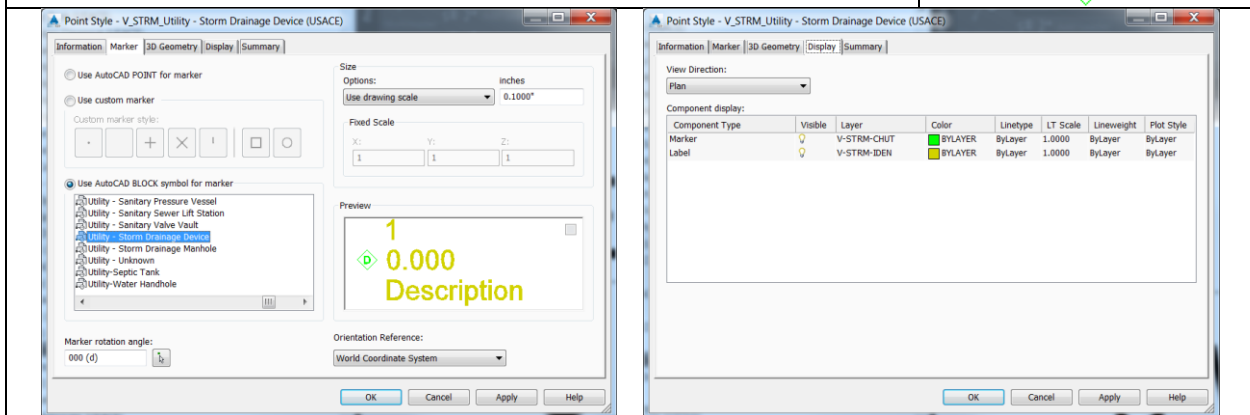 Point Style - V_STRM_Utility - Storm Drainage Device (USACE)
Information Marker 3D Geometry Display Summary
Use AutoCAD POINT for marker
Use custom marker
Custom marker style:
Use AutoCAD BLOCK symbol for marker
Utility - Sanitary Pressure Vessel
Utility - Sanitary Sewer Lift Station
Utility - Sanitary Valve Vault
Utility - Storm Drainage Device
Utility - Storm Drainage Manhole
Utility - Unknown
Utility-Septic Tank
Utility-Water Handhole
Marker rotation angle:
000 (d)
Size
Options: inches
Use drawing scale 0.1000"
Fixed Scale
X: Y: Z:
1 1 1
Preview
1
D 0.000
Description
Orientation Reference:
World Coordinate System
OK Cancel Apply Help
Point Style - V_STRM_Utility - Storm Drainage Device (USACE)
Information Marker 3D Geometry Display Summary
View Direction:
Plan
Component display:
Component Type Visible Layer Color Linetype LT Scale Lineweight Plot Style
Marker V-STRM-CHUT BYLAYER ByLayer 1.0000 ByLayer ByLayer
Label V-STRM-IDEN BYLAYER ByLayer 1.0000 ByLayer ByLayer
OK Cancel Apply Help